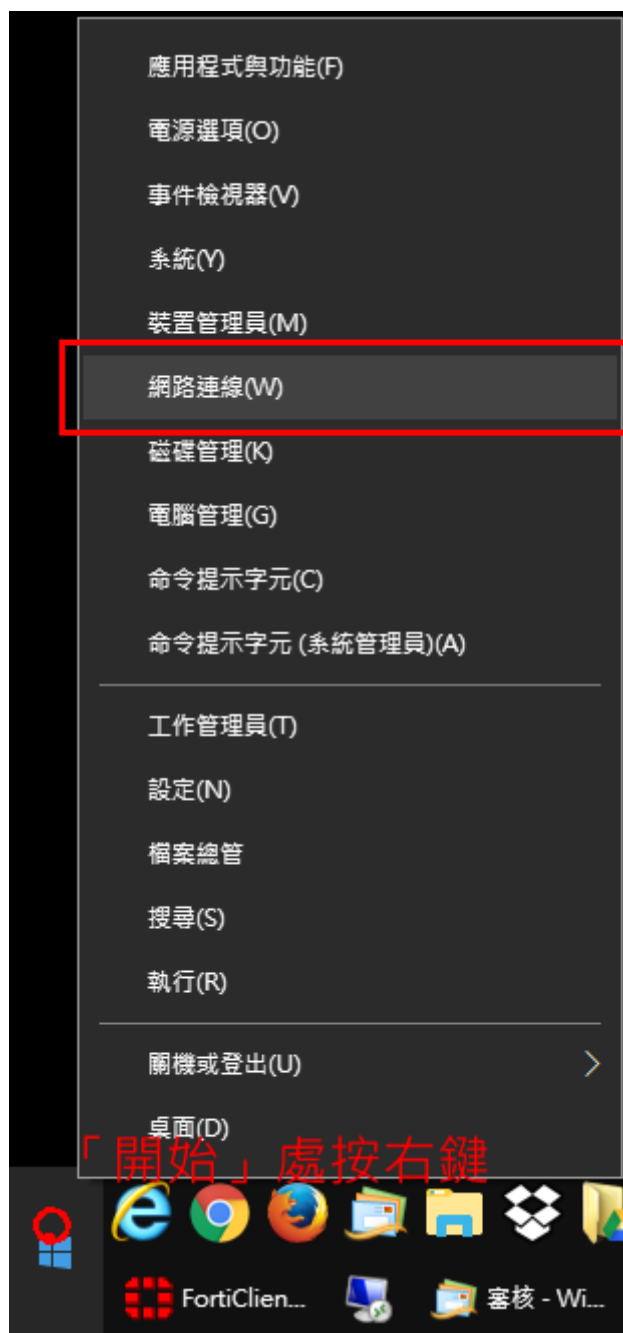 應用程式與功能(F)
電源選項(O)
事件檢視器(V)
系統(Y)
裝置管理員(M)
網路連線(W)
磁碟管理(K)
電腦管理(G)
命令提示字元(C)
命令提示字元 (系統管理員)(A)
工作管理員(T)
設定(N)
檔案總管
搜尋(S)
執行(R)
關機或登出(U)
桌面(D)
「開始」處按右鍵
FortiClien...
審核 - Wi...